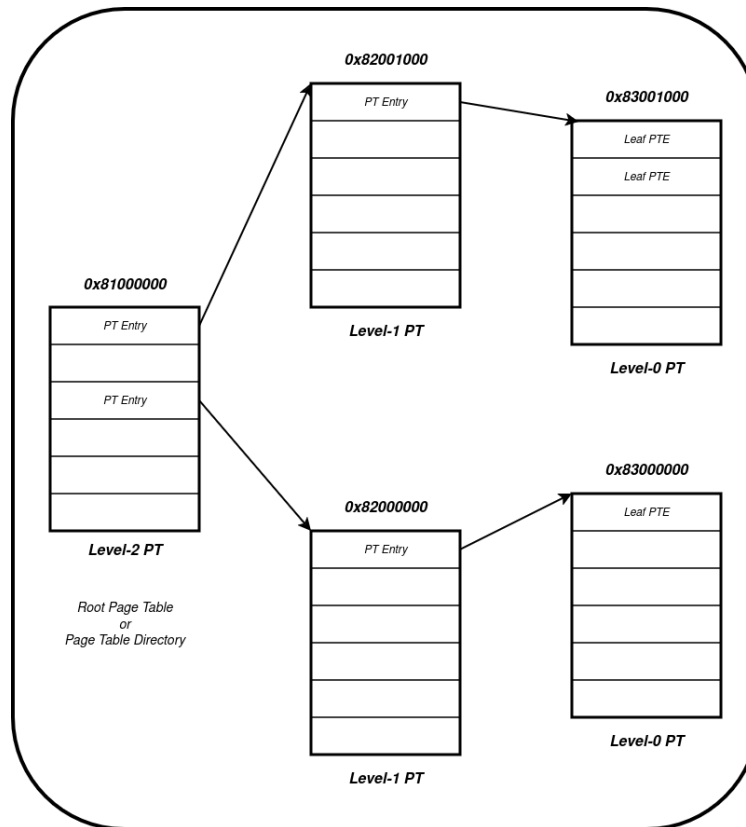 0x82001000
PT Entry
Level-1 PT
0x83001000
Leaf PTE
Leaf PTE
Level-0 PT
0x81000000
PT Entry
PT Entry
Level-2 PT
Root Page Table
or
Page Table Directory
0x82000000
PT Entry
Level-1 PT
0x83000000
Leaf PTE
Level-0 PT